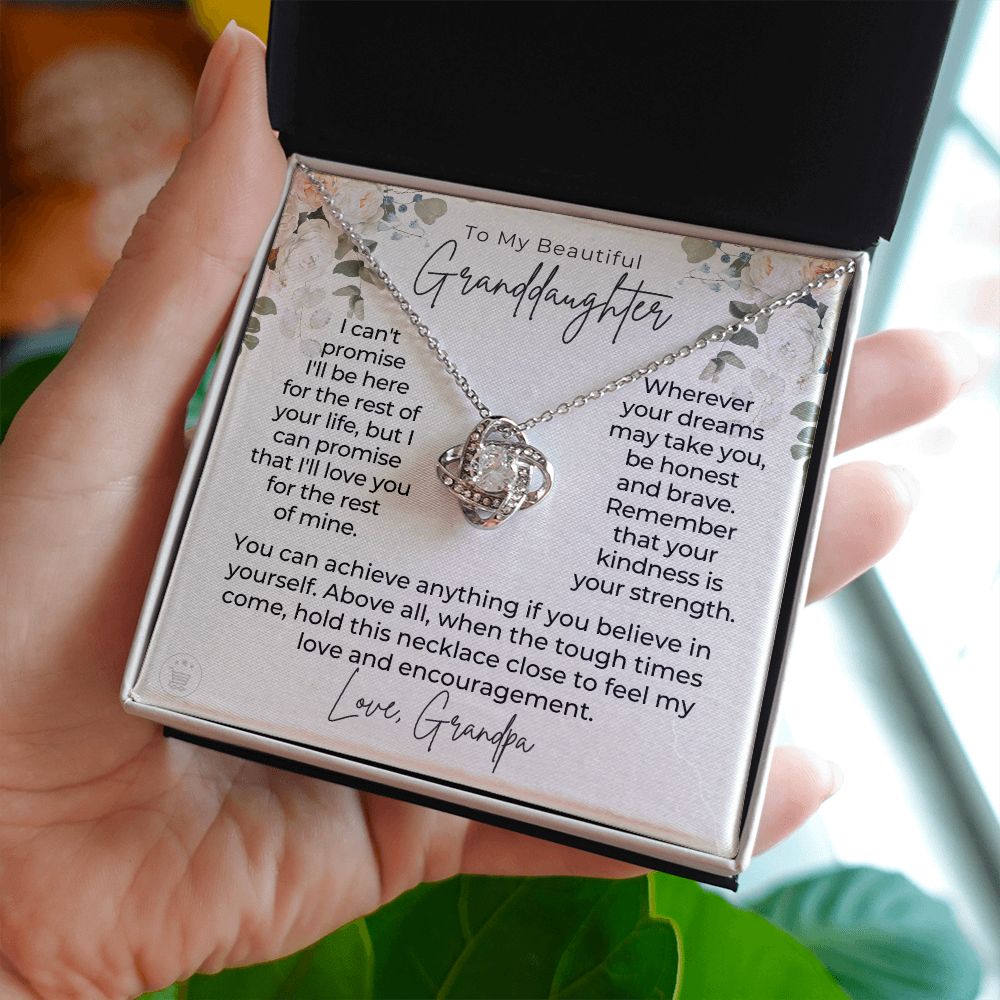 To My Beautiful
Granddaughter
I can't
promise
I'll be here
for the rest of
your life, but I
can promise
that I'll love you
for the rest
of mine.
Wherever
your dreams
may take you,
be honest
and brave.
Remember
that your
kindness is
your strength.
You can achieve anything if you believe in
yourself. Above all, when the tough times
come, hold this necklace close to feel my
love and encouragement.
Love, Grandpa